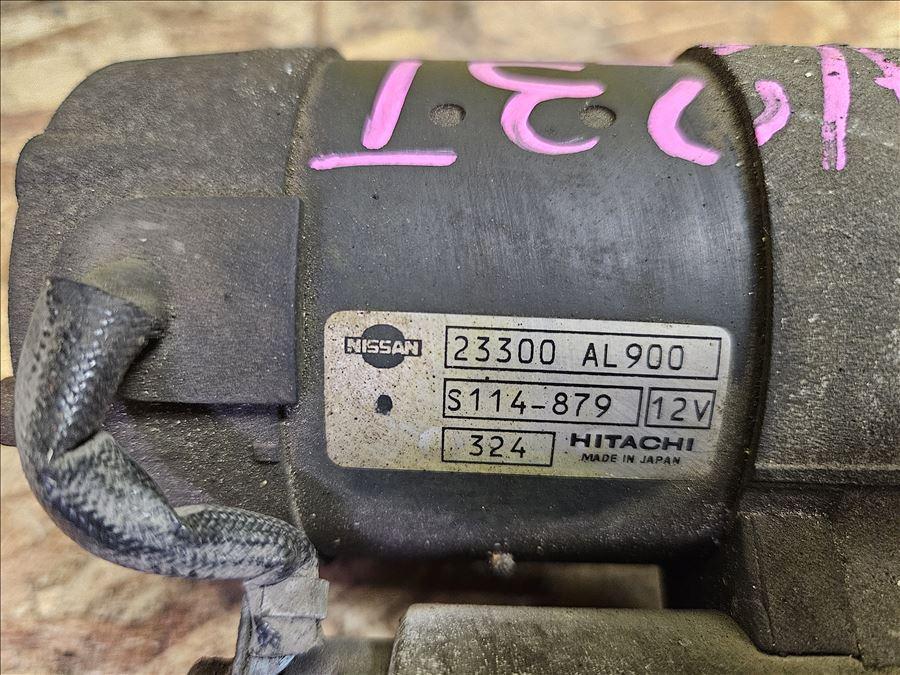 NISSAN
23300 AL900
S114-879 12V
324 HITACHI
MADE IN JAPAN